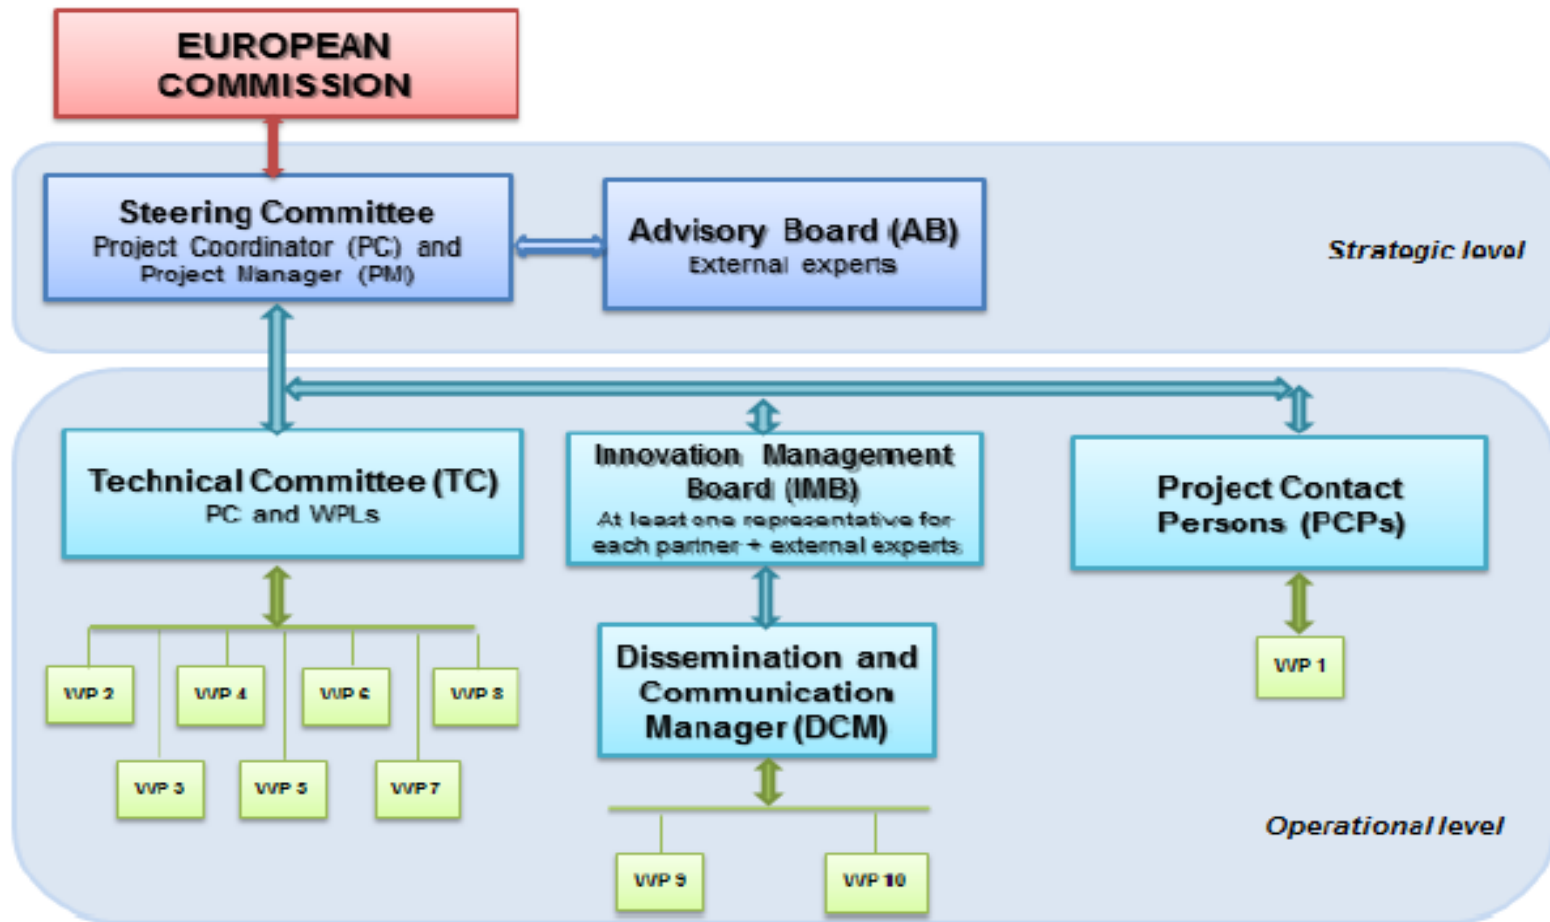 EUROPEAN
COMMISSION
Steering Committee
Project Coordinator (PC) and
Project Manager (PM)
Advisory Board (AB)
External experts
Strategic level
Technical Committee (TC)
PC and WPLs
Innovation Management
Board (IMB)
At least one representative for
each partner + external experts
Project Contact
Persons (PCPs)
WP 2
WP 4
WP 6
WP 8
WP 3
WP 5
WP 7
Dissemination and
Communication
Manager (DCM)
WP 1
WP 9
WP 10
Operational level